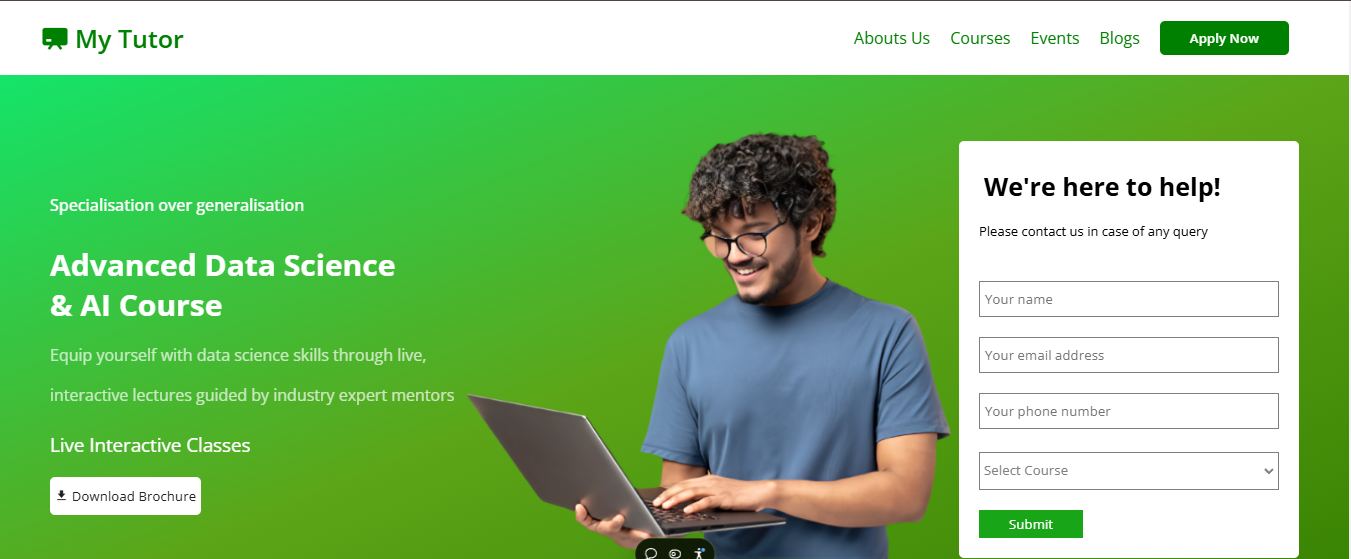 My Tutor
Abouts Us
Courses
Events
Blogs
Apply Now
Specialisation over generalisation
Advanced Data Science
& AI Course
Equip yourself with data science skills through live,
interactive lectures guided by industry expert mentors
Live Interactive Classes
Download Brochure
We're here to help!
Please contact us in case of any query
Your name
Your email address
Your phone number
Select Course
Submit